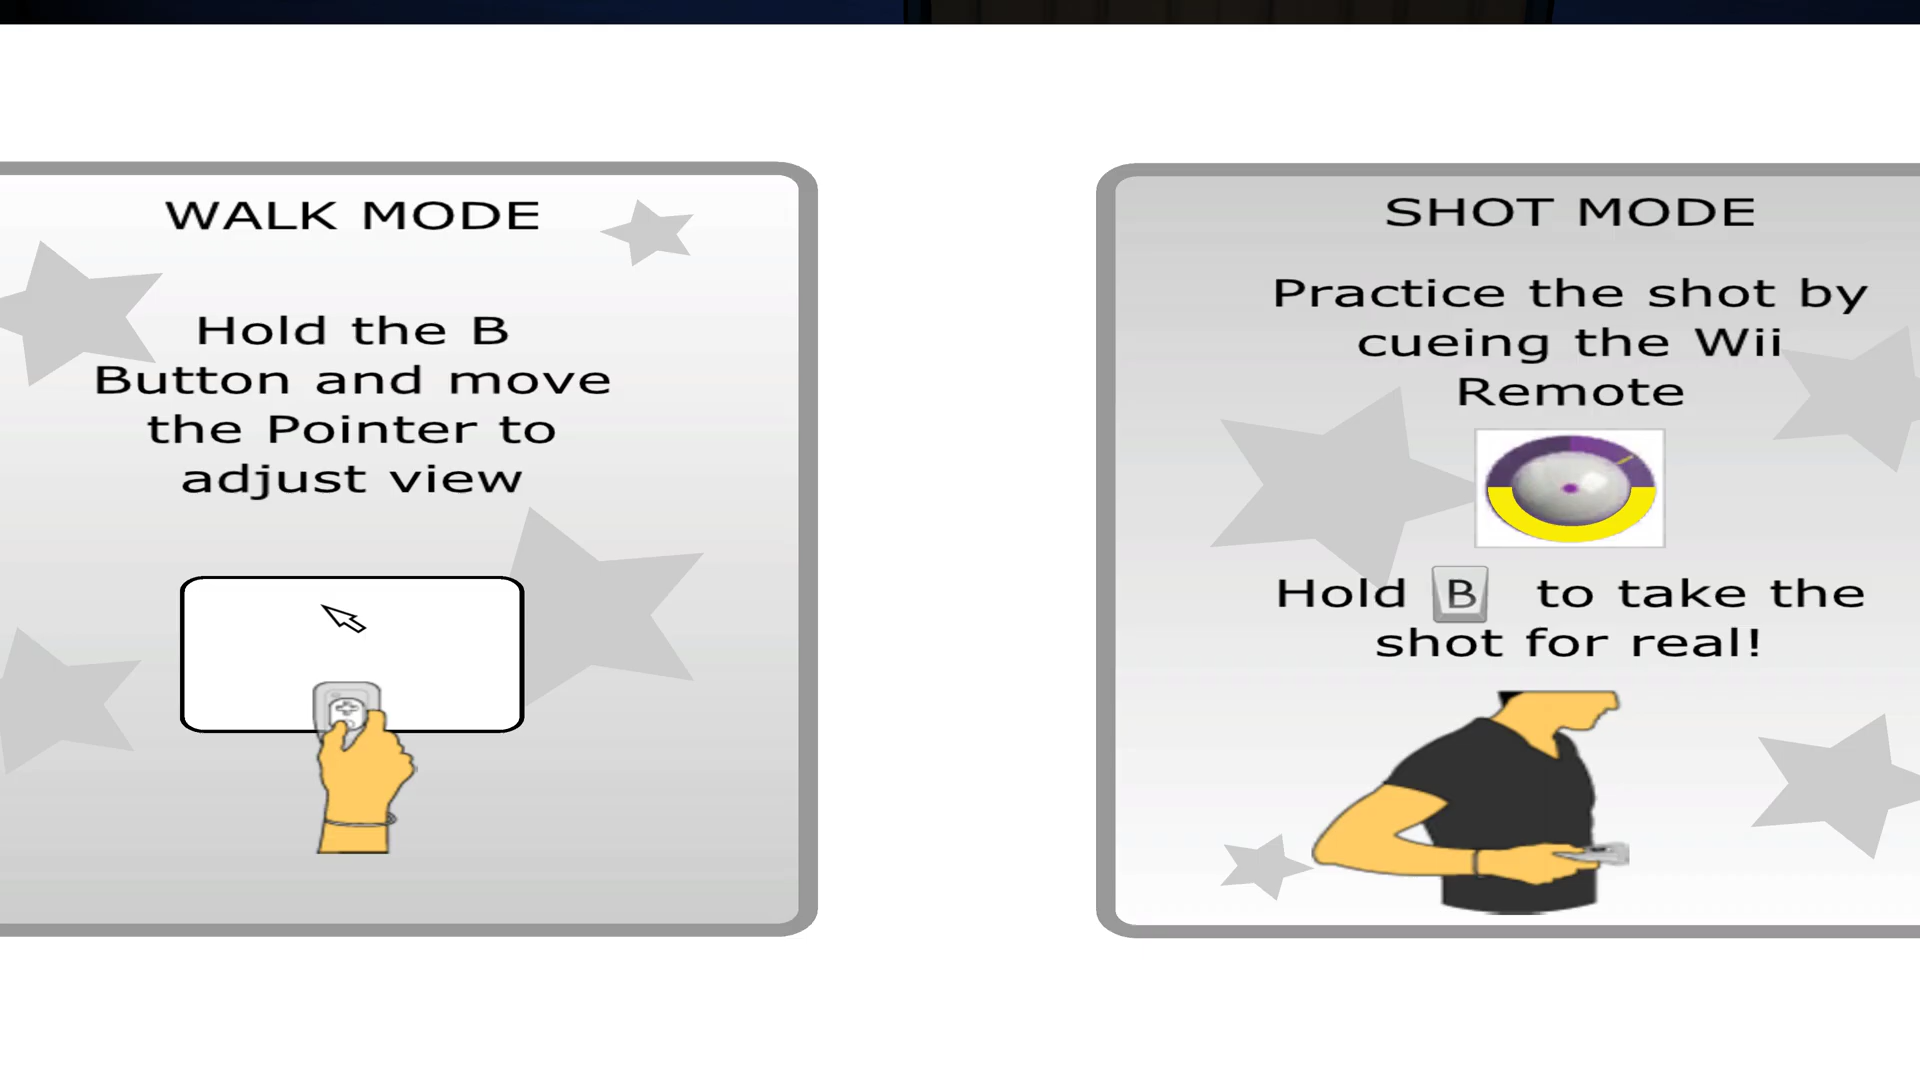 WALK MODE
Hold the B
Button and move
the Pointer to
adjust view
SHOT MODE
Practice the shot by
cueing the Wii
Remote
Hold B to take the
shot for real!